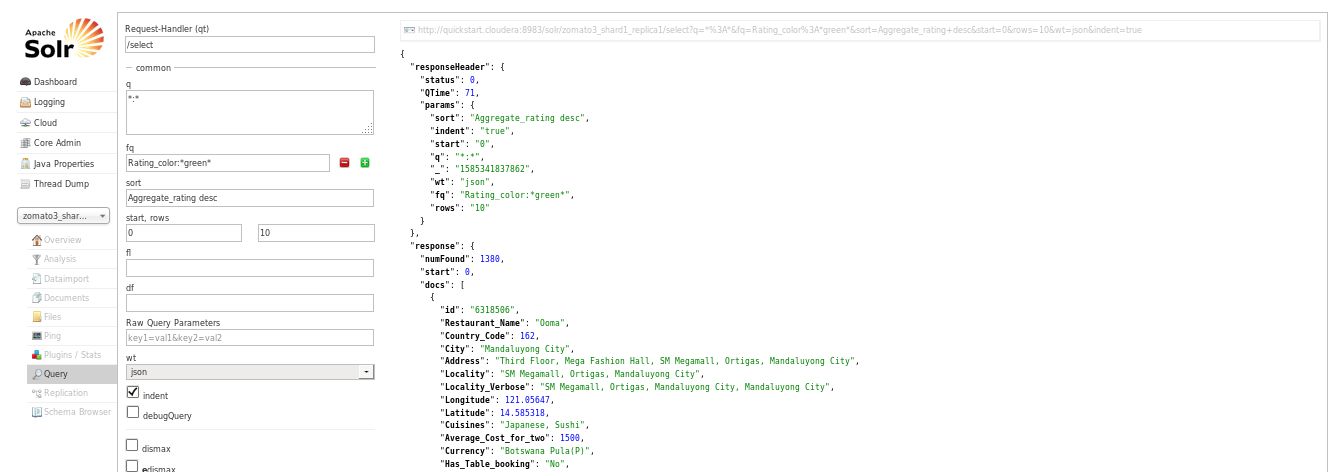 Apache
Solr
Dashboard
Logging
Cloud
Core Admin
Java Properties
Thread Dump
zomato3_shar...
Overview
Analysis
Dataimport
Documents
Files
Ping
Plugins / Stats
Query
Replication
Schema Browser
Request-Handler (qt)
/select
common
q
*:*
fq
Rating_color:*green*
sort
Aggregate_rating desc
start, rows
0 10
fl
df
Raw Query Parameters
key1=val1&key2=val2
wt
json
indent
debugQuery
dismax
edismax
http://quickstart.cloudera:8983/solr/zomato3_shard1_replica1/select?q=*%3A*&fq=Rating_color%3A*green*&sort=Aggregate_rating+desc&start=0&rows=10&wt=json&indent=true
{
"responseHeader": {
"status": 0,
"QTime": 71,
"params": {
"sort": "Aggregate_rating desc",
"indent": "true",
"start": "0",
"q": "*:*",
"_": "1585341837862",
"wt": "json",
"fq": "Rating_color:*green*",
"rows": "10"
}
},
"response": {
"numFound": 1380,
"start": 0,
"docs": [
{
"id": "6318506",
"Restaurant_Name": "Ooma",
"Country_Code": 162,
"City": "Mandaluyong City",
"Address": "Third Floor, Mega Fashion Hall, SM Megamall, Ortigas, Mandaluyong City",
"Locality": "SM Megamall, Ortigas, Mandaluyong City",
"Locality_Verbose": "SM Megamall, Ortigas, Mandaluyong City, Mandaluyong City",
"Longitude": 121.05647,
"Latitude": 14.585318,
"Cuisines": "Japanese, Sushi",
"Average_Cost_for_two": 1500,
"Currency": "Botswana Pula(P)",
"Has_Table_booking": "No",